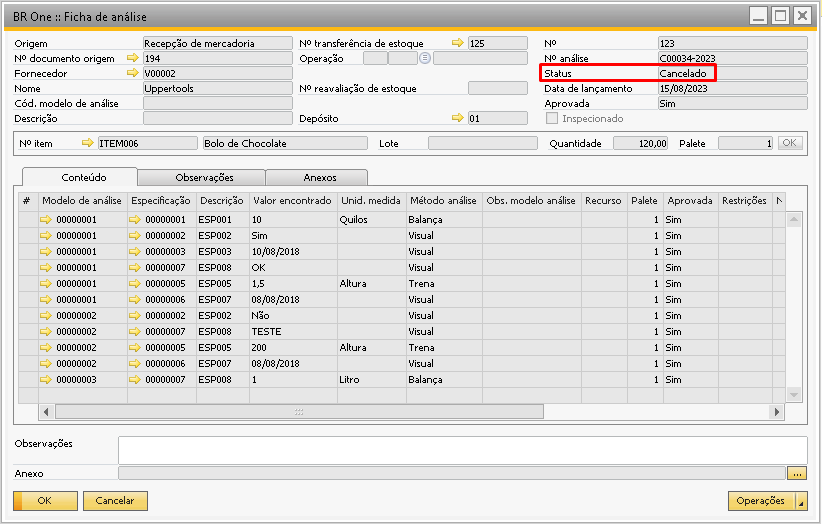 BR One :: Ficha de análise
Origem Recepção de mercadoria Nº transferência de estoque 125 Nº 123
Nº documento origem 194 Operação Nº análise C00034-2023
Fornecedor V00002 Status Cancelado
Nome Uppertools Nº reavaliação de estoque Data de lançamento 15/08/2023
Cód. modelo de análise Aprovada Sim
Descrição Depósito 01 Inspecionado
Nº item ITEM006 Bolo de Chocolate Lote Quantidade 120,00 Palete 1 OK
Conteúdo Observações Anexos
# Modelo de análise Especificação Descrição Valor encontrado Unid. medida Método análise Obs. modelo análise Recurso Palete Aprovada Restrições N
00000001 00000001 ESP001 10 Quilos Balança 1 Sim
00000001 00000002 ESP002 Sim Visual 1 Sim
00000001 00000003 ESP003 10/08/2018 Visual 1 Sim
00000001 00000007 ESP008 OK Visual 1 Sim
00000001 00000005 ESP005 1,5 Altura Trena 1 Sim
00000001 00000006 ESP007 08/08/2018 Visual 1 Sim
00000002 00000002 ESP002 Não Visual 1 Sim
00000002 00000007 ESP008 TESTE Visual 1 Sim
00000002 00000005 ESP005 200 Altura Trena 1 Sim
00000002 00000006 ESP007 08/08/2018 Visual 1 Sim
00000003 00000007 ESP008 1 Litro Balança 1 Sim
Observações
Anexo ...
OK Cancelar Operações